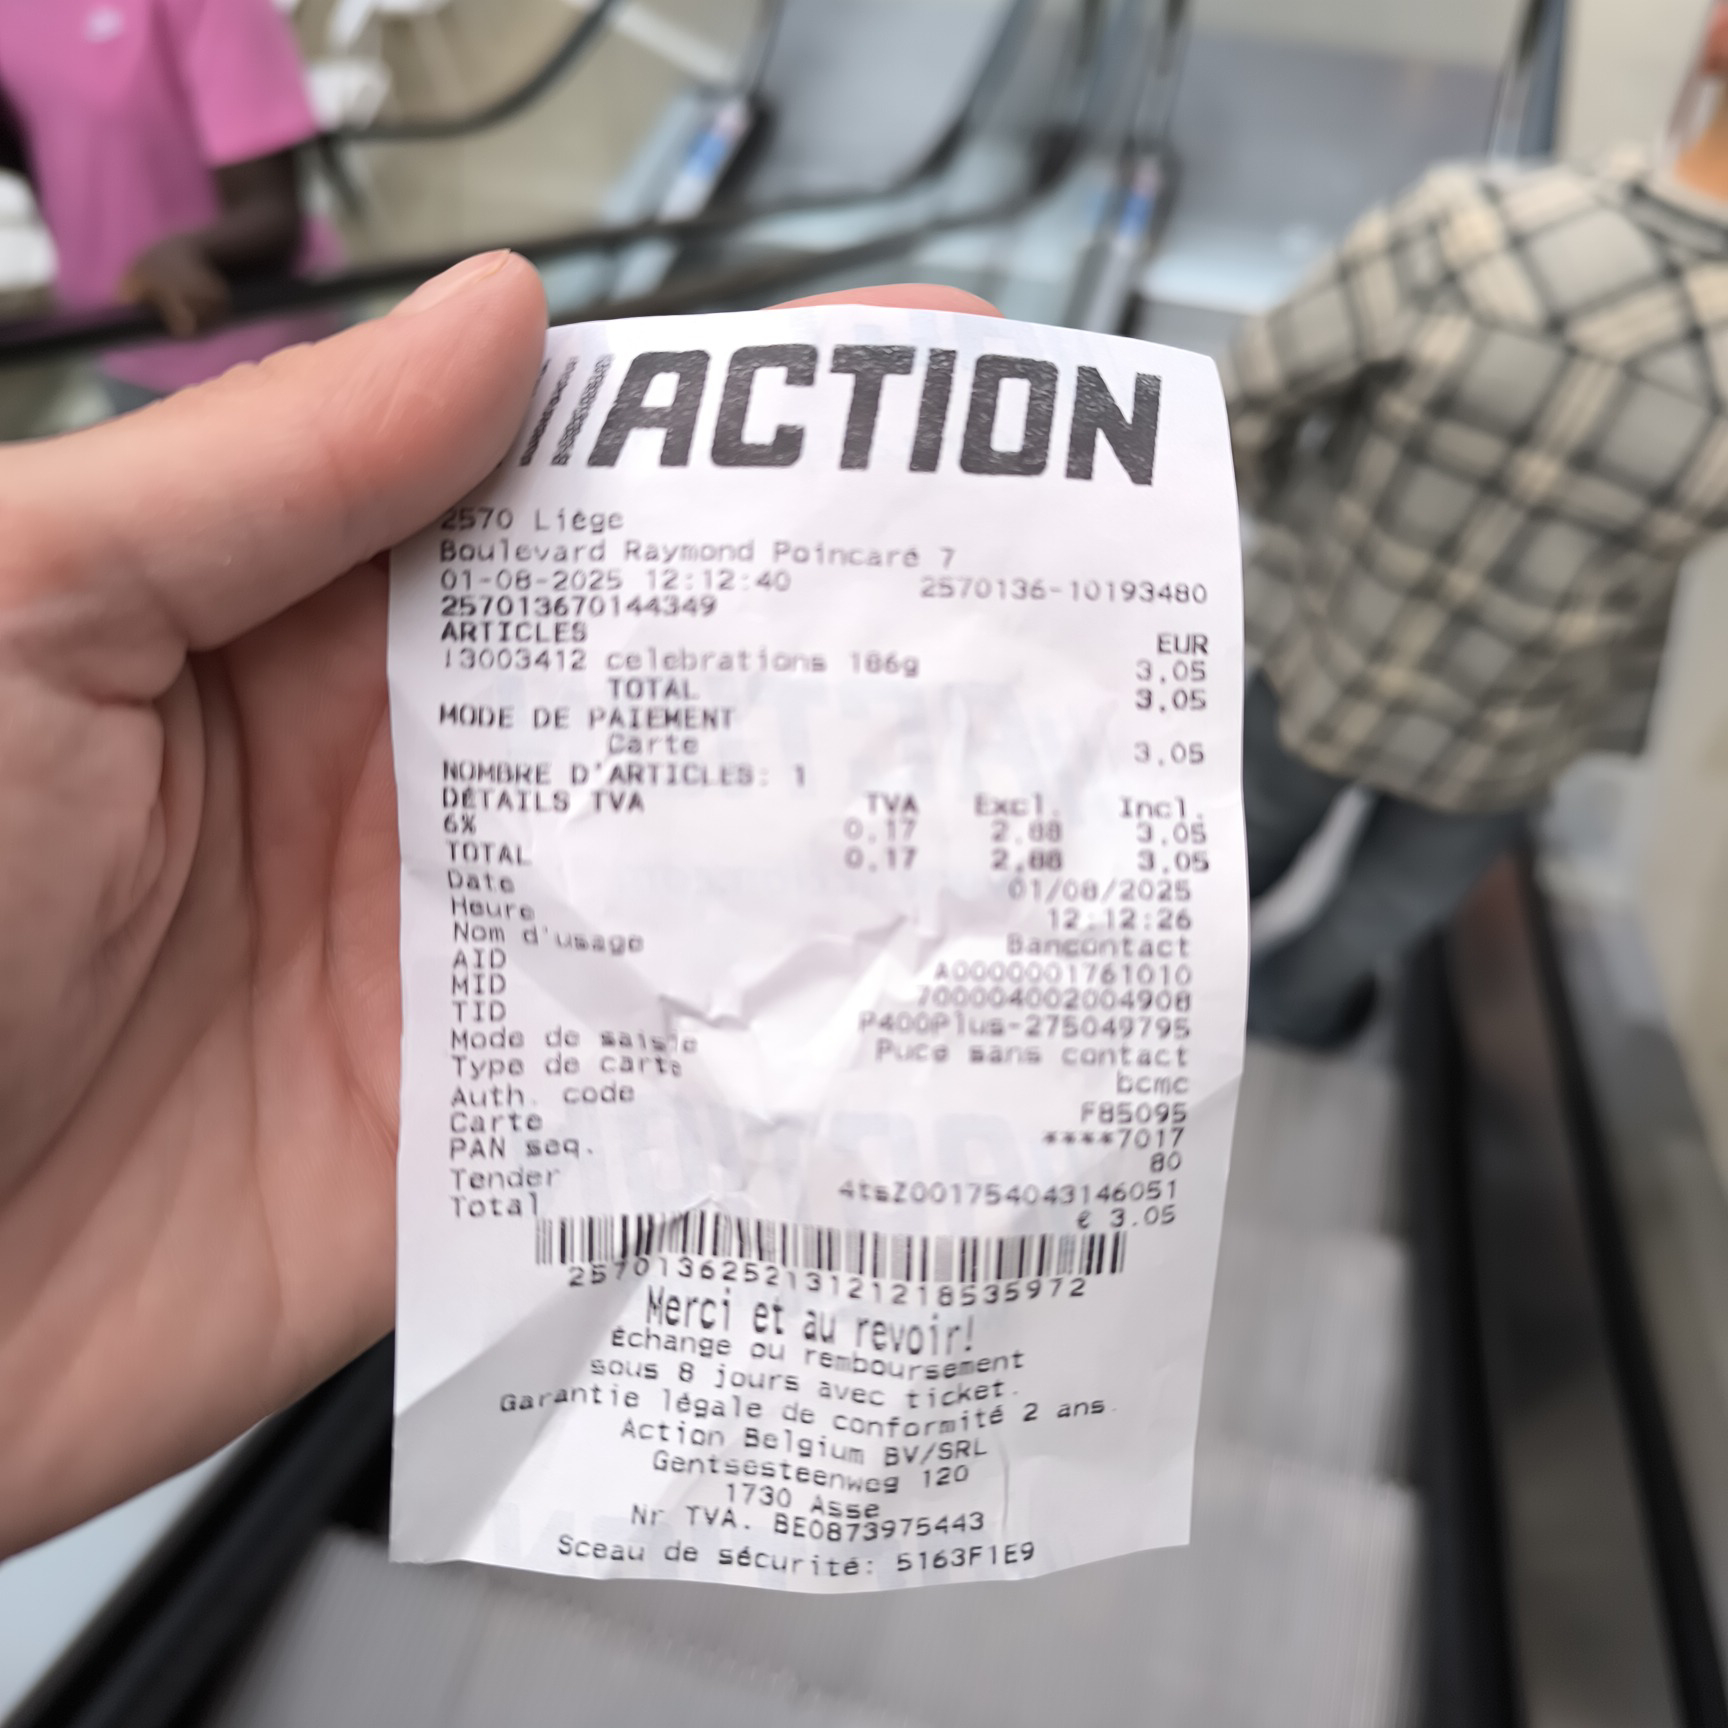 ACTION
2570 Liège
Boulevard Raymond Poincaré 7
01-08-2025 12:12:40 2570136-10193480
257013670144349
ARTICLES EUR
13003412 celebrations 186g 3,05
TOTAL 3,05
MODE DE PAIEMENT
Carte 3,05
NOMBRE D'ARTICLES: 1
DÉTAILS TVA TVA Excl. Incl.
6% 0,17 2,88 3,05
TOTAL 0,17 2,88 3,05
Date 01/08/2025
Heure 12:12:26
Nom d'usage Bancontact
AID A0000001761010
MID 700004002004908
TID P400Plus-275049795
Mode de saisie Puce sans contact
Type de carte bcmc
Auth. code F85095
Carte ****7017
PAN seq. 80
Tender 4tsZ001754043146051
Total € 3.05
257013625213121218535972
Merci et au revoir!
Échange ou remboursement
sous 8 jours avec ticket.
Garantie légale de conformité 2 ans.
Action Belgium BV/SRL
Gentsesteenweg 120
1730 Asse
Nr TVA. BE0873975443
Sceau de sécurité: 5163F1E9